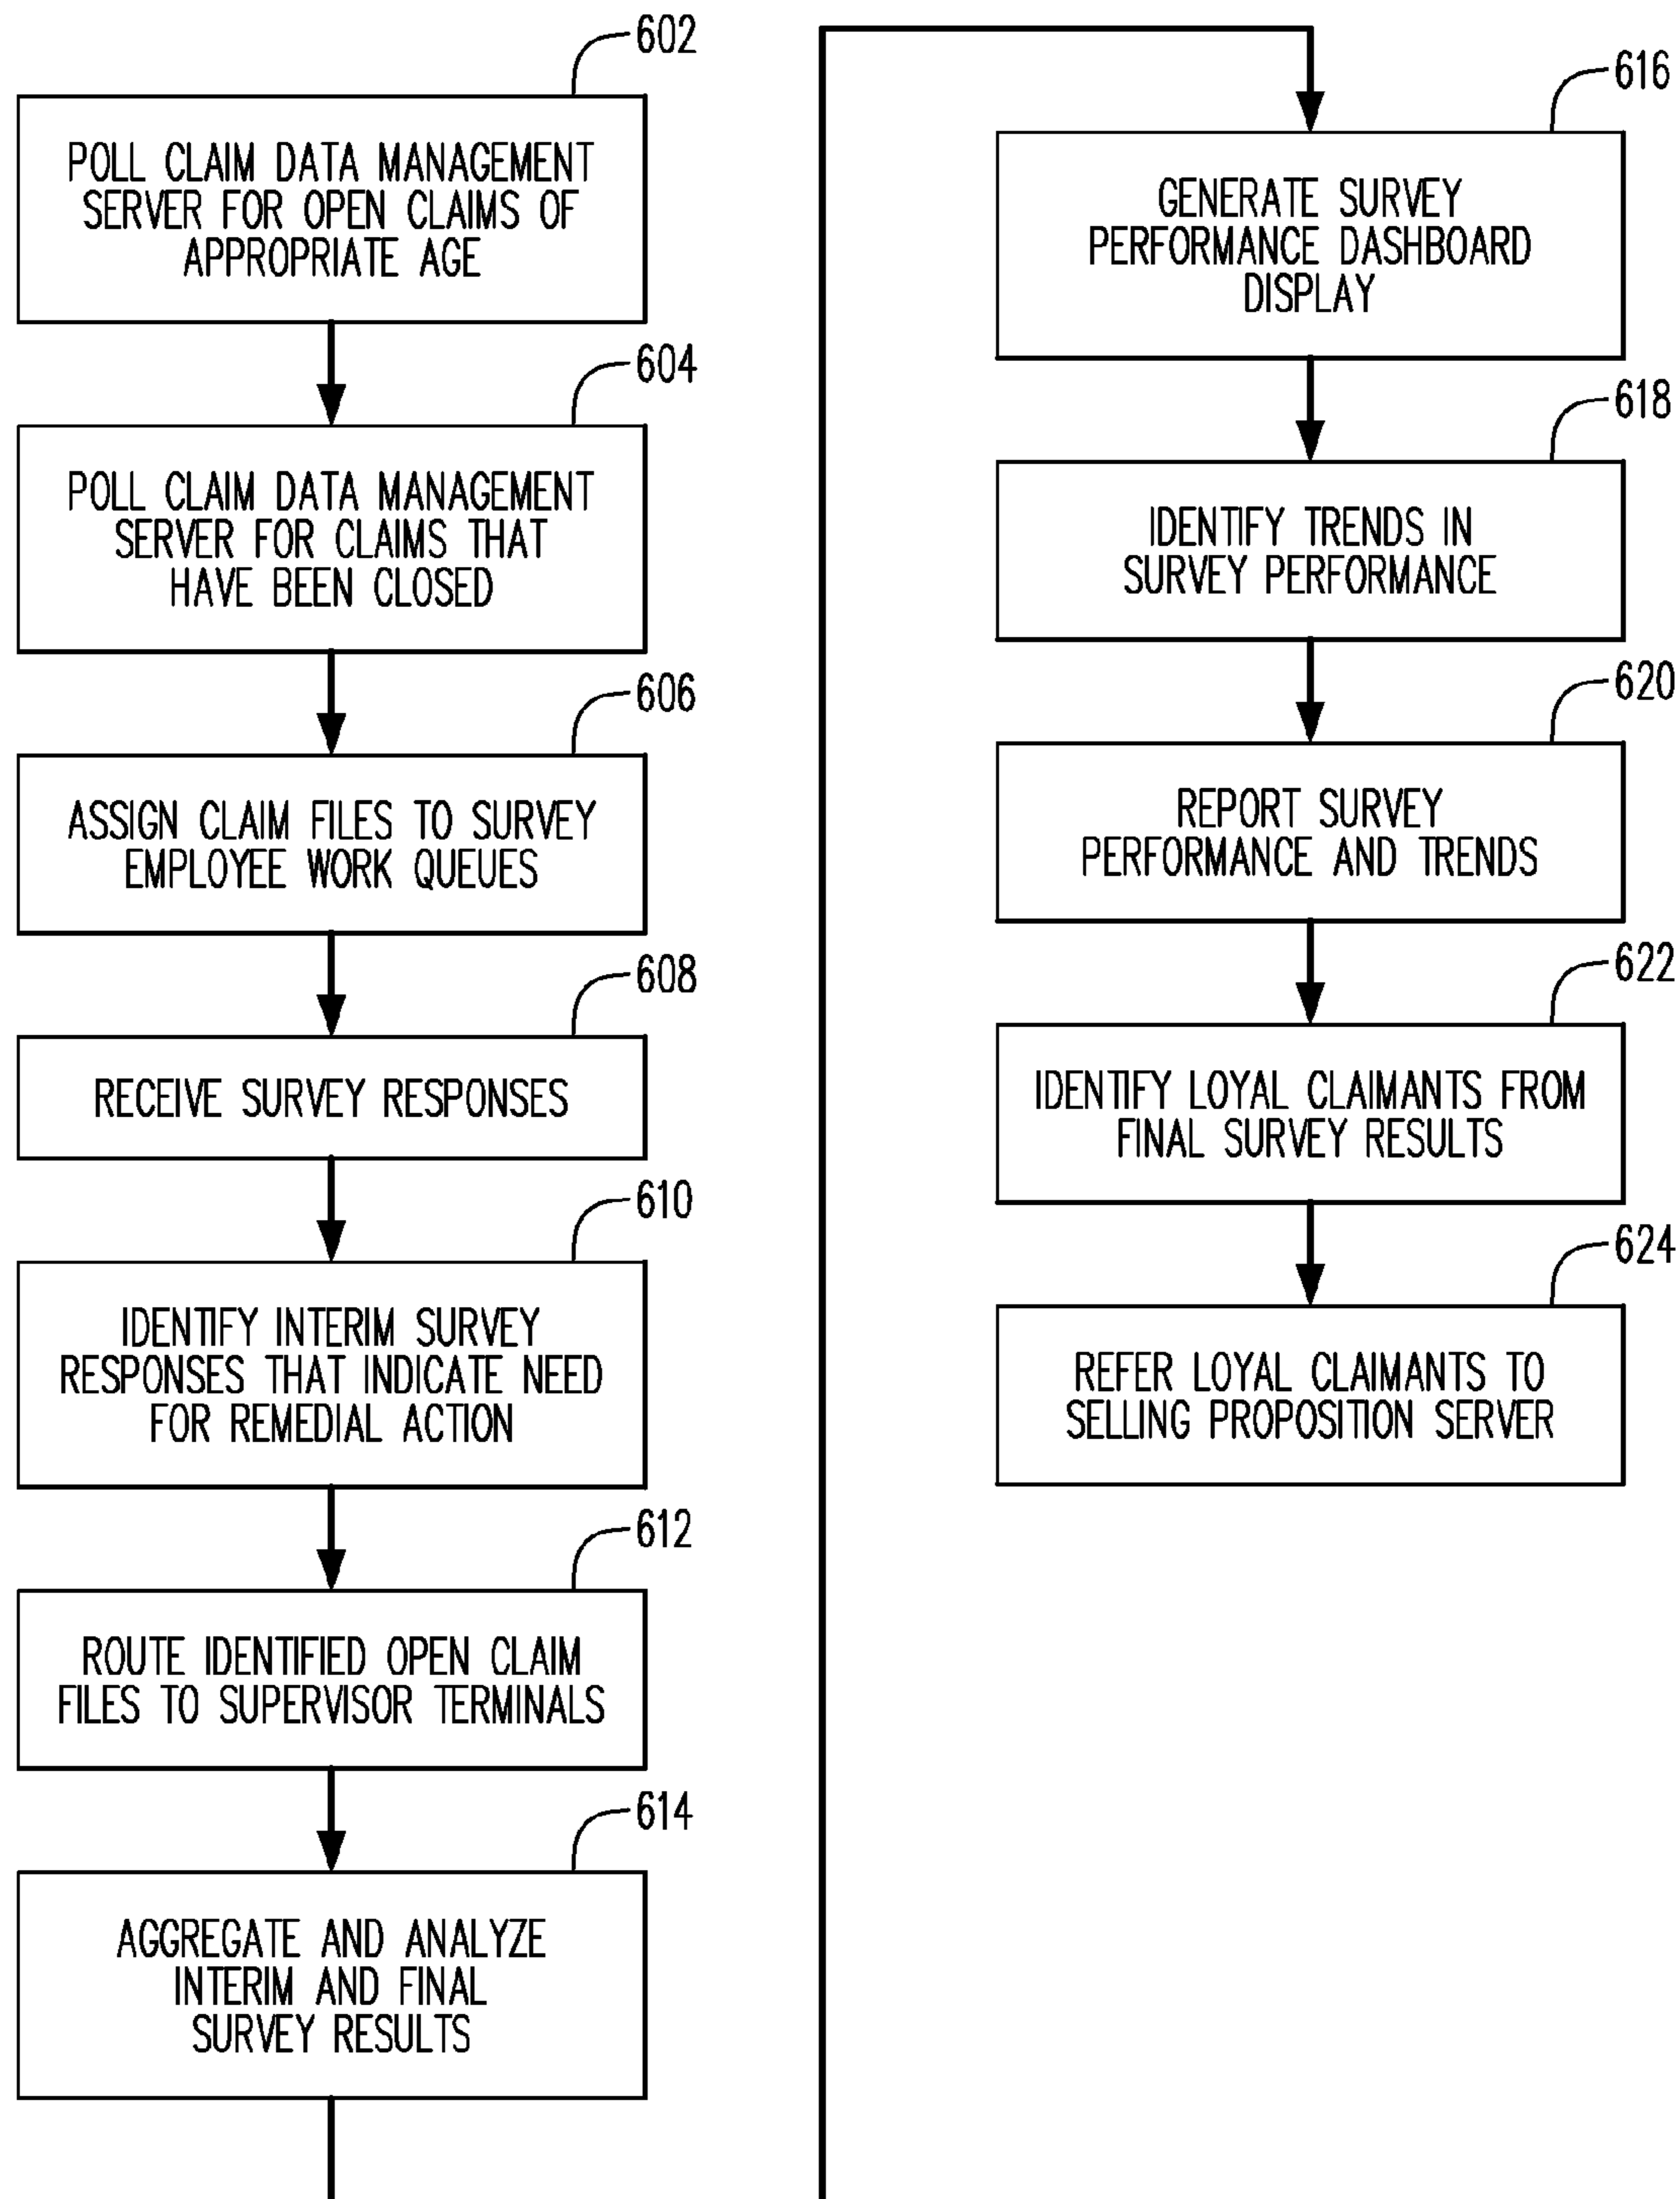 602
POLL CLAIM DATA MANAGEMENT
SERVER FOR OPEN CLAIMS OF
APPROPRIATE AGE
604
POLL CLAIM DATA MANAGEMENT
SERVER FOR CLAIMS THAT
HAVE BEEN CLOSED
606
ASSIGN CLAIM FILES TO SURVEY
EMPLOYEE WORK QUEUES
608
RECEIVE SURVEY RESPONSES
610
IDENTIFY INTERIM SURVEY
RESPONSES THAT INDICATE NEED
FOR REMEDIAL ACTION
612
ROUTE IDENTIFIED OPEN CLAIM
FILES TO SUPERVISOR TERMINALS
614
AGGREGATE AND ANALYZE
INTERIM AND FINAL
SURVEY RESULTS
616
GENERATE SURVEY
PERFORMANCE DASHBOARD
DISPLAY
618
IDENTIFY TRENDS IN
SURVEY PERFORMANCE
620
REPORT SURVEY
PERFORMANCE AND TRENDS
622
IDENTIFY LOYAL CLAIMANTS FROM
FINAL SURVEY RESULTS
624
REFER LOYAL CLAIMANTS TO
SELLING PROPOSITION SERVER